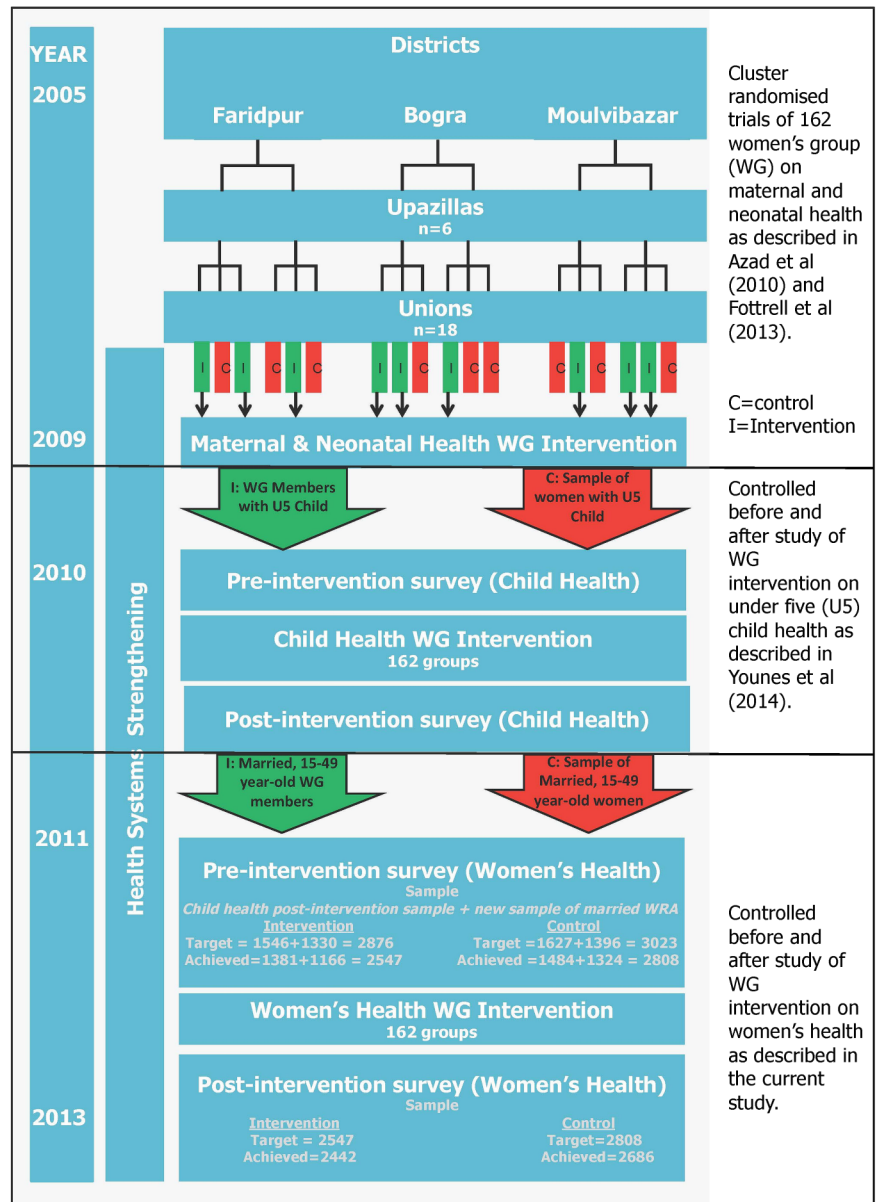 YEAR
2005
2009
2010
2011
2013
Health Systems Strengthening
Districts
Faridpur Bogra Moulvibazar
Upazillas
n=6
Unions
n=18
I C I C I C I I C I C C C I C I I C
Maternal & Neonatal Health WG Intervention
Cluster
randomised
trials of 162
women’s group
(WG) on
maternal and
neonatal health
as described in
Azad et al
(2010) and
Fottrell et al
(2013).
C=control
I=Intervention
I: WG Members
with U5 Child
C: Sample of
women with U5
Child
Pre-intervention survey (Child Health)
Child Health WG Intervention
162 groups
Post-intervention survey (Child Health)
Controlled
before and
after study of
WG
intervention on
under five (U5)
child health as
described in
Younes et al
(2014).
I: Married, 15-49
year-old WG
members
C: Sample of
Married, 15-49
year-old women
Pre-intervention survey (Women’s Health)
Sample
Child health post-intervention sample + new sample of married WRA
Intervention
Target = 1546+1330 = 2876
Achieved=1381+1166 = 2547
Control
Target =1627+1396 = 3023
Achieved=1484+1324 = 2808
Women’s Health WG Intervention
162 groups
Post-intervention survey (Women’s Health)
Sample
Intervention
Target = 2547
Achieved=2442
Control
Target=2808
Achieved=2686
Controlled
before and
after study of
WG
intervention on
women’s health
as described in
the current
study.